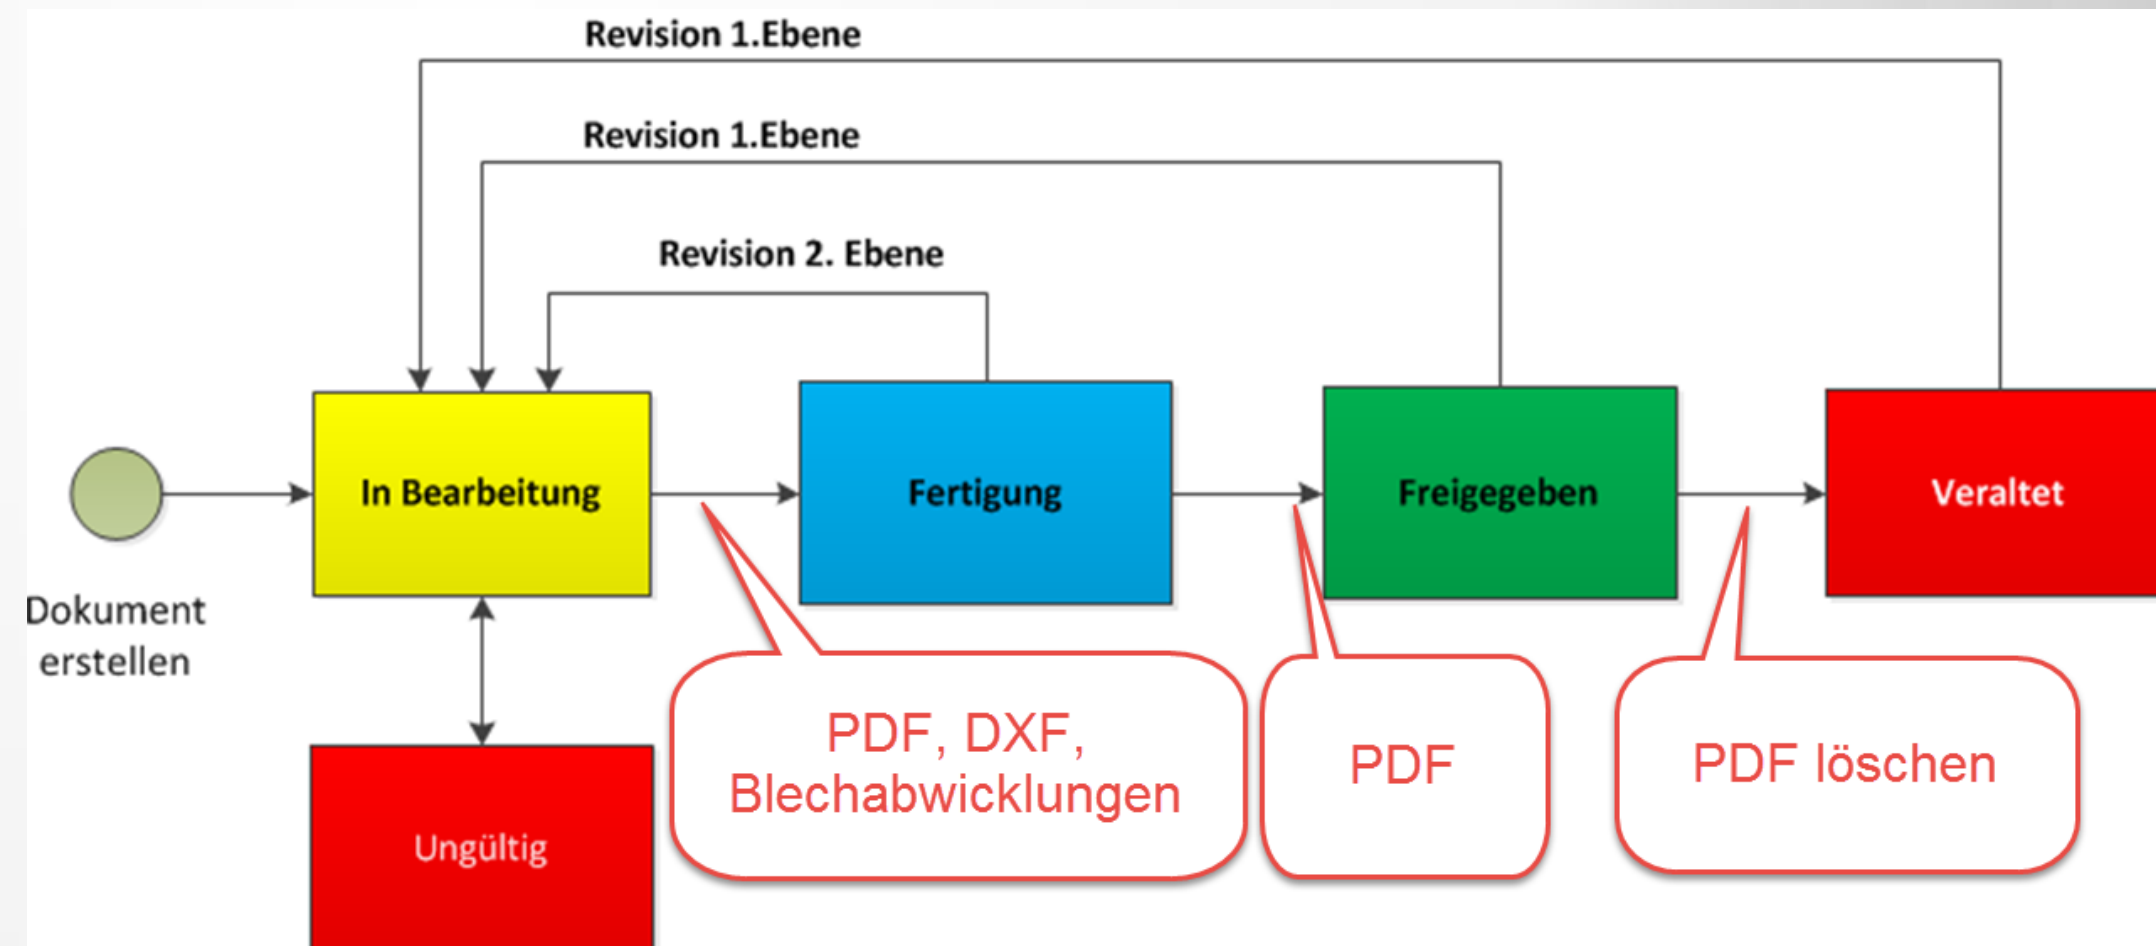 Revision 1.Ebene
Revision 1.Ebene
Revision 2. Ebene
In Bearbeitung
Fertigung
Freigegeben
Veraltet
Dokument
erstellen
PDF, DXF,
Blechabwicklungen
PDF
PDF löschen
Ungültig